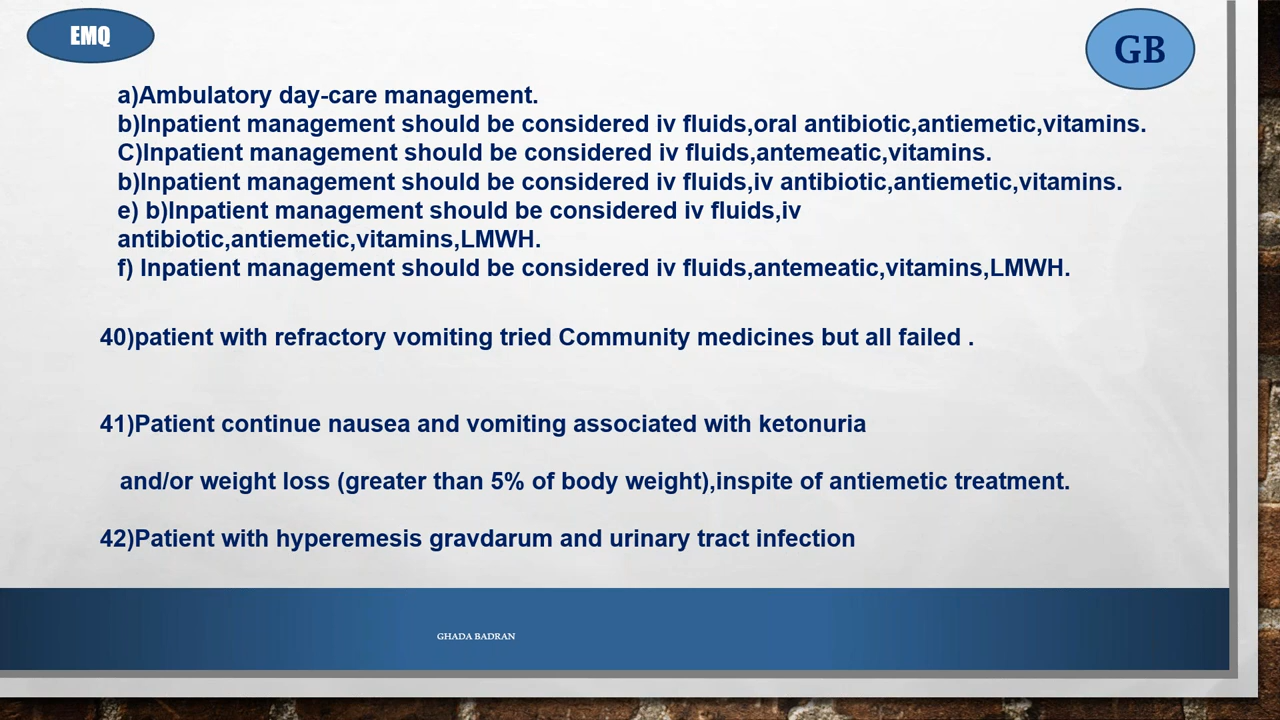 EMQ
GB
a)Ambulatory day-care management.
b)Inpatient management should be considered iv fluids,oral antibiotic,antiemetic,vitamins.
C)Inpatient management should be considered iv fluids,antemeatic,vitamins.
b)Inpatient management should be considered iv fluids,iv antibiotic,antiemetic,vitamins.
e) b)Inpatient management should be considered iv fluids,iv
antibiotic,antiemetic,vitamins,LMWH.
f) Inpatient management should be considered iv fluids,antemeatic,vitamins,LMWH.
40)patient with refractory vomiting tried Community medicines but all failed .
41)Patient continue nausea and vomiting associated with ketonuria
and/or weight loss (greater than 5% of body weight),inspite of antiemetic treatment.
42)Patient with hyperemesis gravdarum and urinary tract infection
GHADA BADRAN